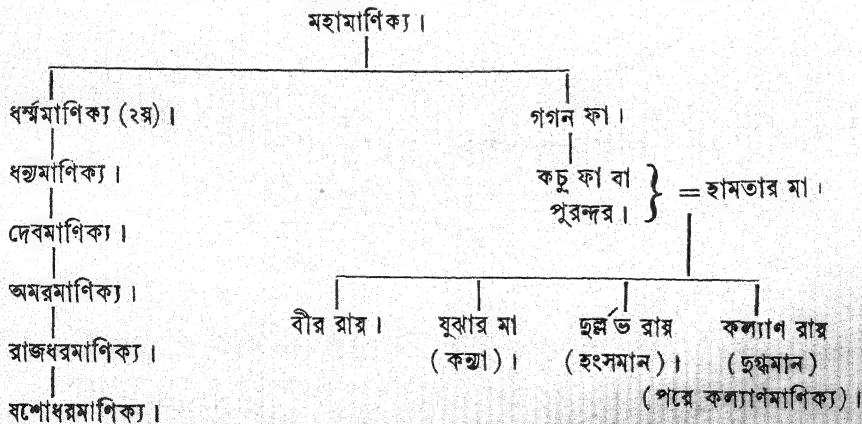 মহামাণিক্য।
ধর্ম্মমাণিক্য (২য়)। গগন ফা।
ধন্যমাণিক্য। কচু ফা বা পুরন্দর। } = হামতার মা।
দেবমাণিক্য।
অমরমাণিক্য।
রাজধরমাণিক্য।
যশোধরমাণিক্য।
বীর রায়।
যুঝার মা
(কন্যা)।
দুর্ল্লভ রায়
(হংসমান)।
কল্যাণ রায়
(দুগ্ধমান)
(পরে কল্যাণমাণিক্য)।